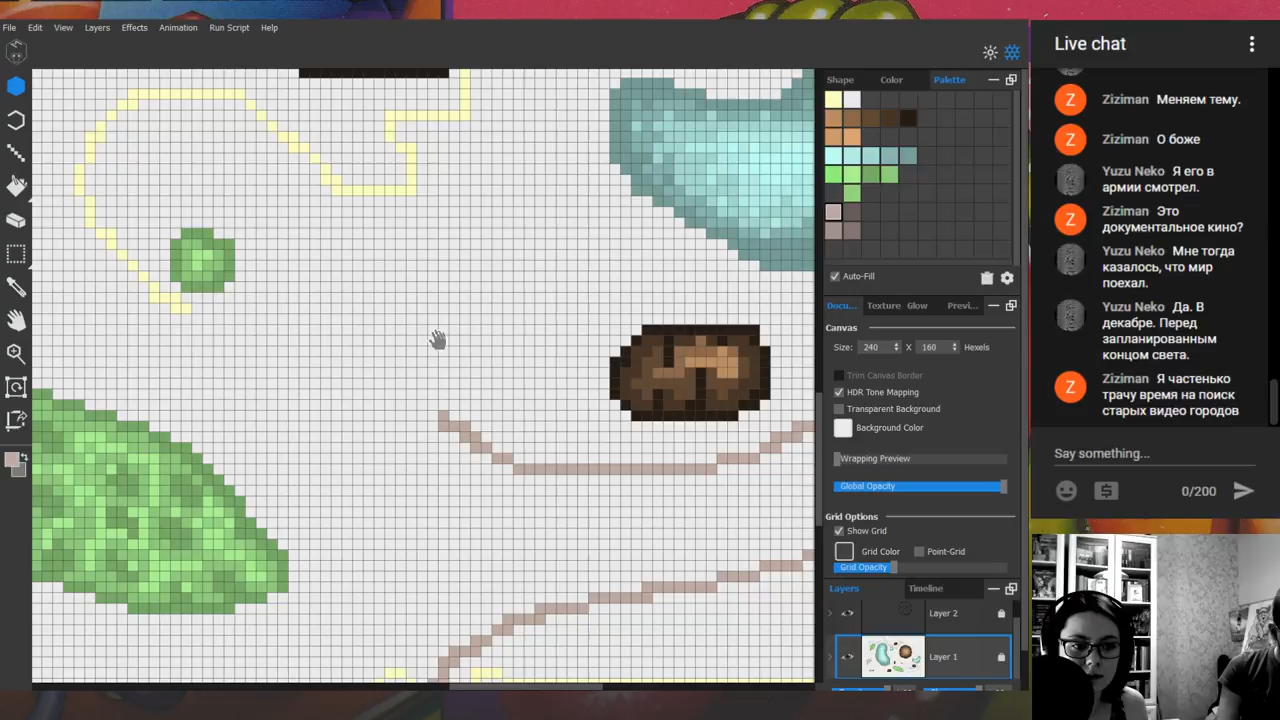 File Edit View Layers Effects Animation Run Script Help
Shape Color Palette
Auto-Fill
Docu... Texture Glow Previ...
Canvas
Size: 240 X 160 Hexels
Trim Canvas Border
HDR Tone Mapping
Transparent Background
Background Color
Wrapping Preview
Global Opacity
Grid Options
Show Grid
Grid Color Point-Grid
Grid Opacity
Layers Timeline
Layer 2
Layer 1
Live chat
Z Ziziman Меняем тему.
Z Ziziman О боже
Yuzu Neko Я его в
армии смотрел.
Z Ziziman Это
документальное кино?
Yuzu Neko Мне тогда
казалось, что мир
поехал.
Yuzu Neko Да. В
декабре. Перед
запланированным
концом света.
Z Ziziman Я частенько
трачу время на поиск
старых видео городов
Say something...
0/200